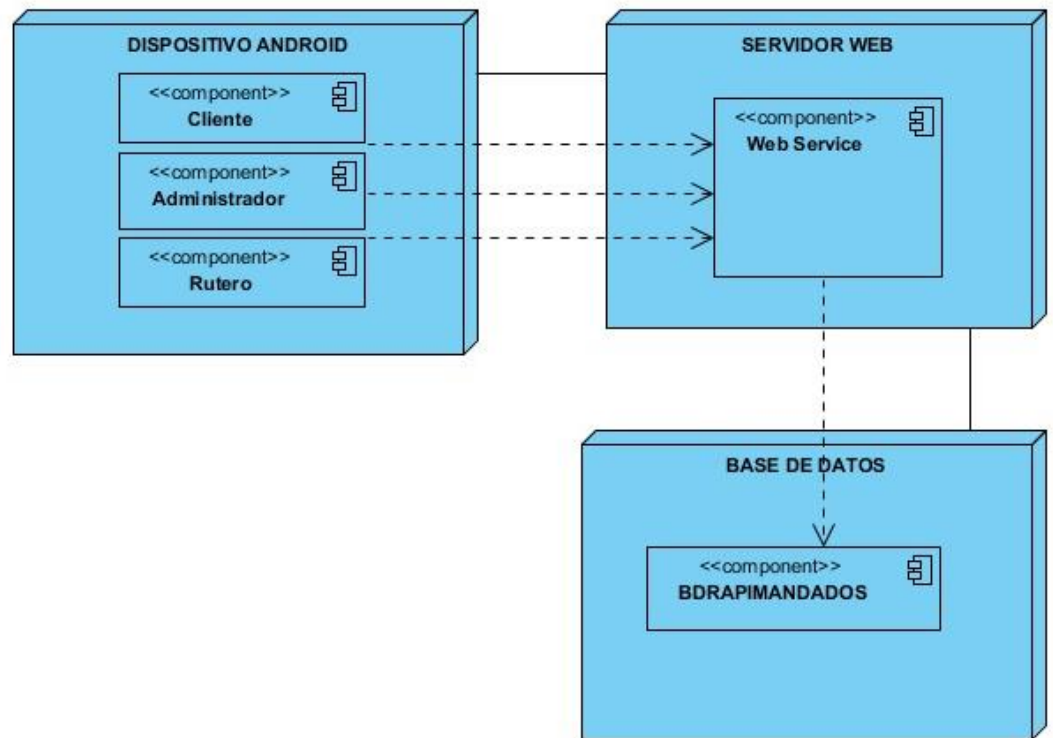 DISPOSITIVO ANDROID
<<component>>
Cliente
<<component>>
Administrador
<<component>>
Rutero
SERVIDOR WEB
<<component>>
Web Service
BASE DE DATOS
<<component>>
BDRAPIMANDADOS